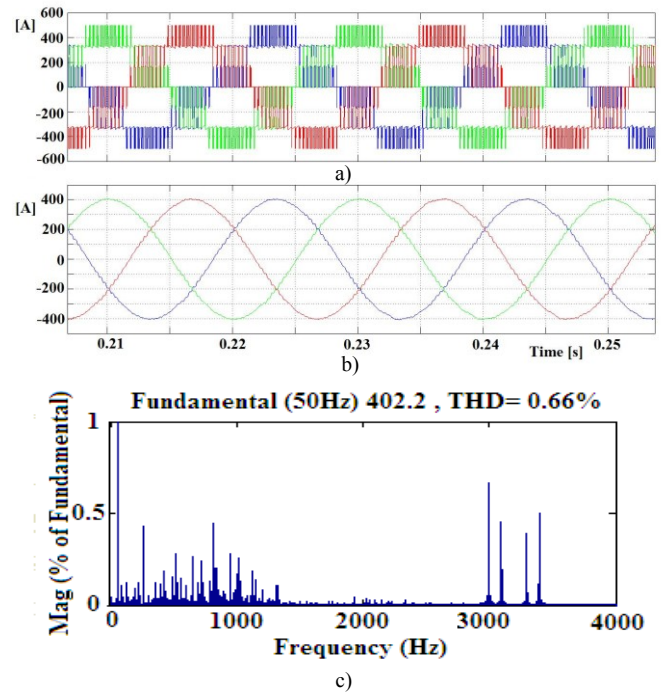 600
[A]
400
200
0
-200
-400
600
a)
[A]
400
200
0
-200
-400
0.21
0.22
0.23
0.24
0.25
Time [s]
b)
Fundamental (50Hz) 402.2 , THD= 0.66%
Mag (% of Fundamental)
1
0.5
0
0
1000
2000
3000
4000
Frequency (Hz)
c)